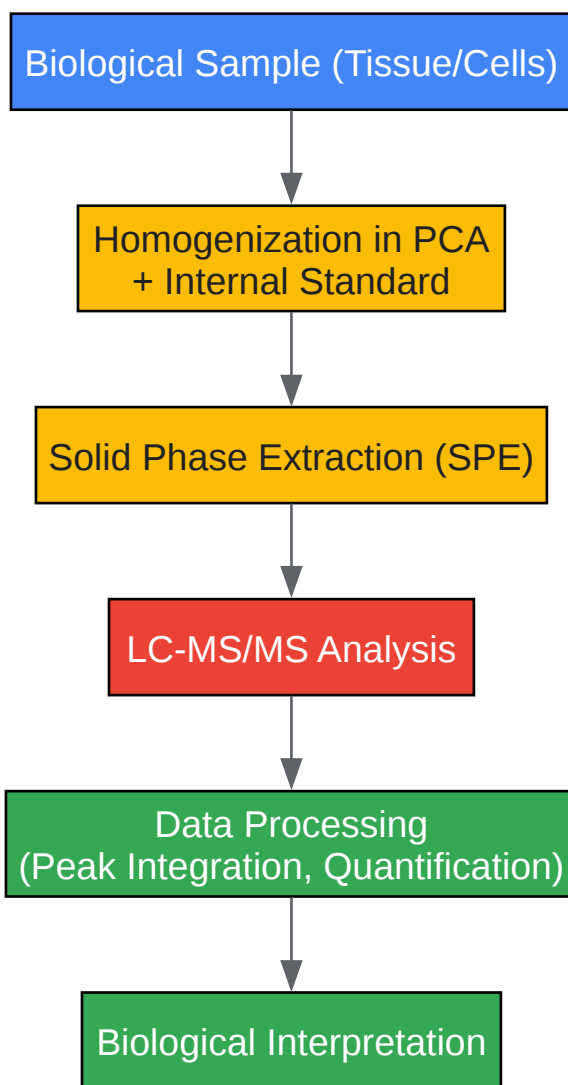 Biological Sample (Tissue/Cells)
Homogenization in PCA
+ Internal Standard
Solid Phase Extraction (SPE)
LC-MS/MS Analysis
Data Processing
(Peak Integration, Quantification)
Biological Interpretation